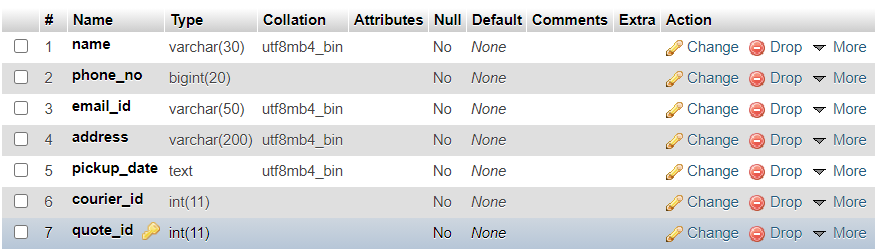 # Name Type Collation Attributes Null Default Comments Extra Action
1 name varchar(30) utf8mb4_bin No None Change Drop More
2 phone_no bigint(20) No None Change Drop More
3 email_id varchar(50) utf8mb4_bin No None Change Drop More
4 address varchar(200) utf8mb4_bin No None Change Drop More
5 pickup_date text utf8mb4_bin No None Change Drop More
6 courier_id int(11) No None Change Drop More
7 quote_id int(11) No None Change Drop More